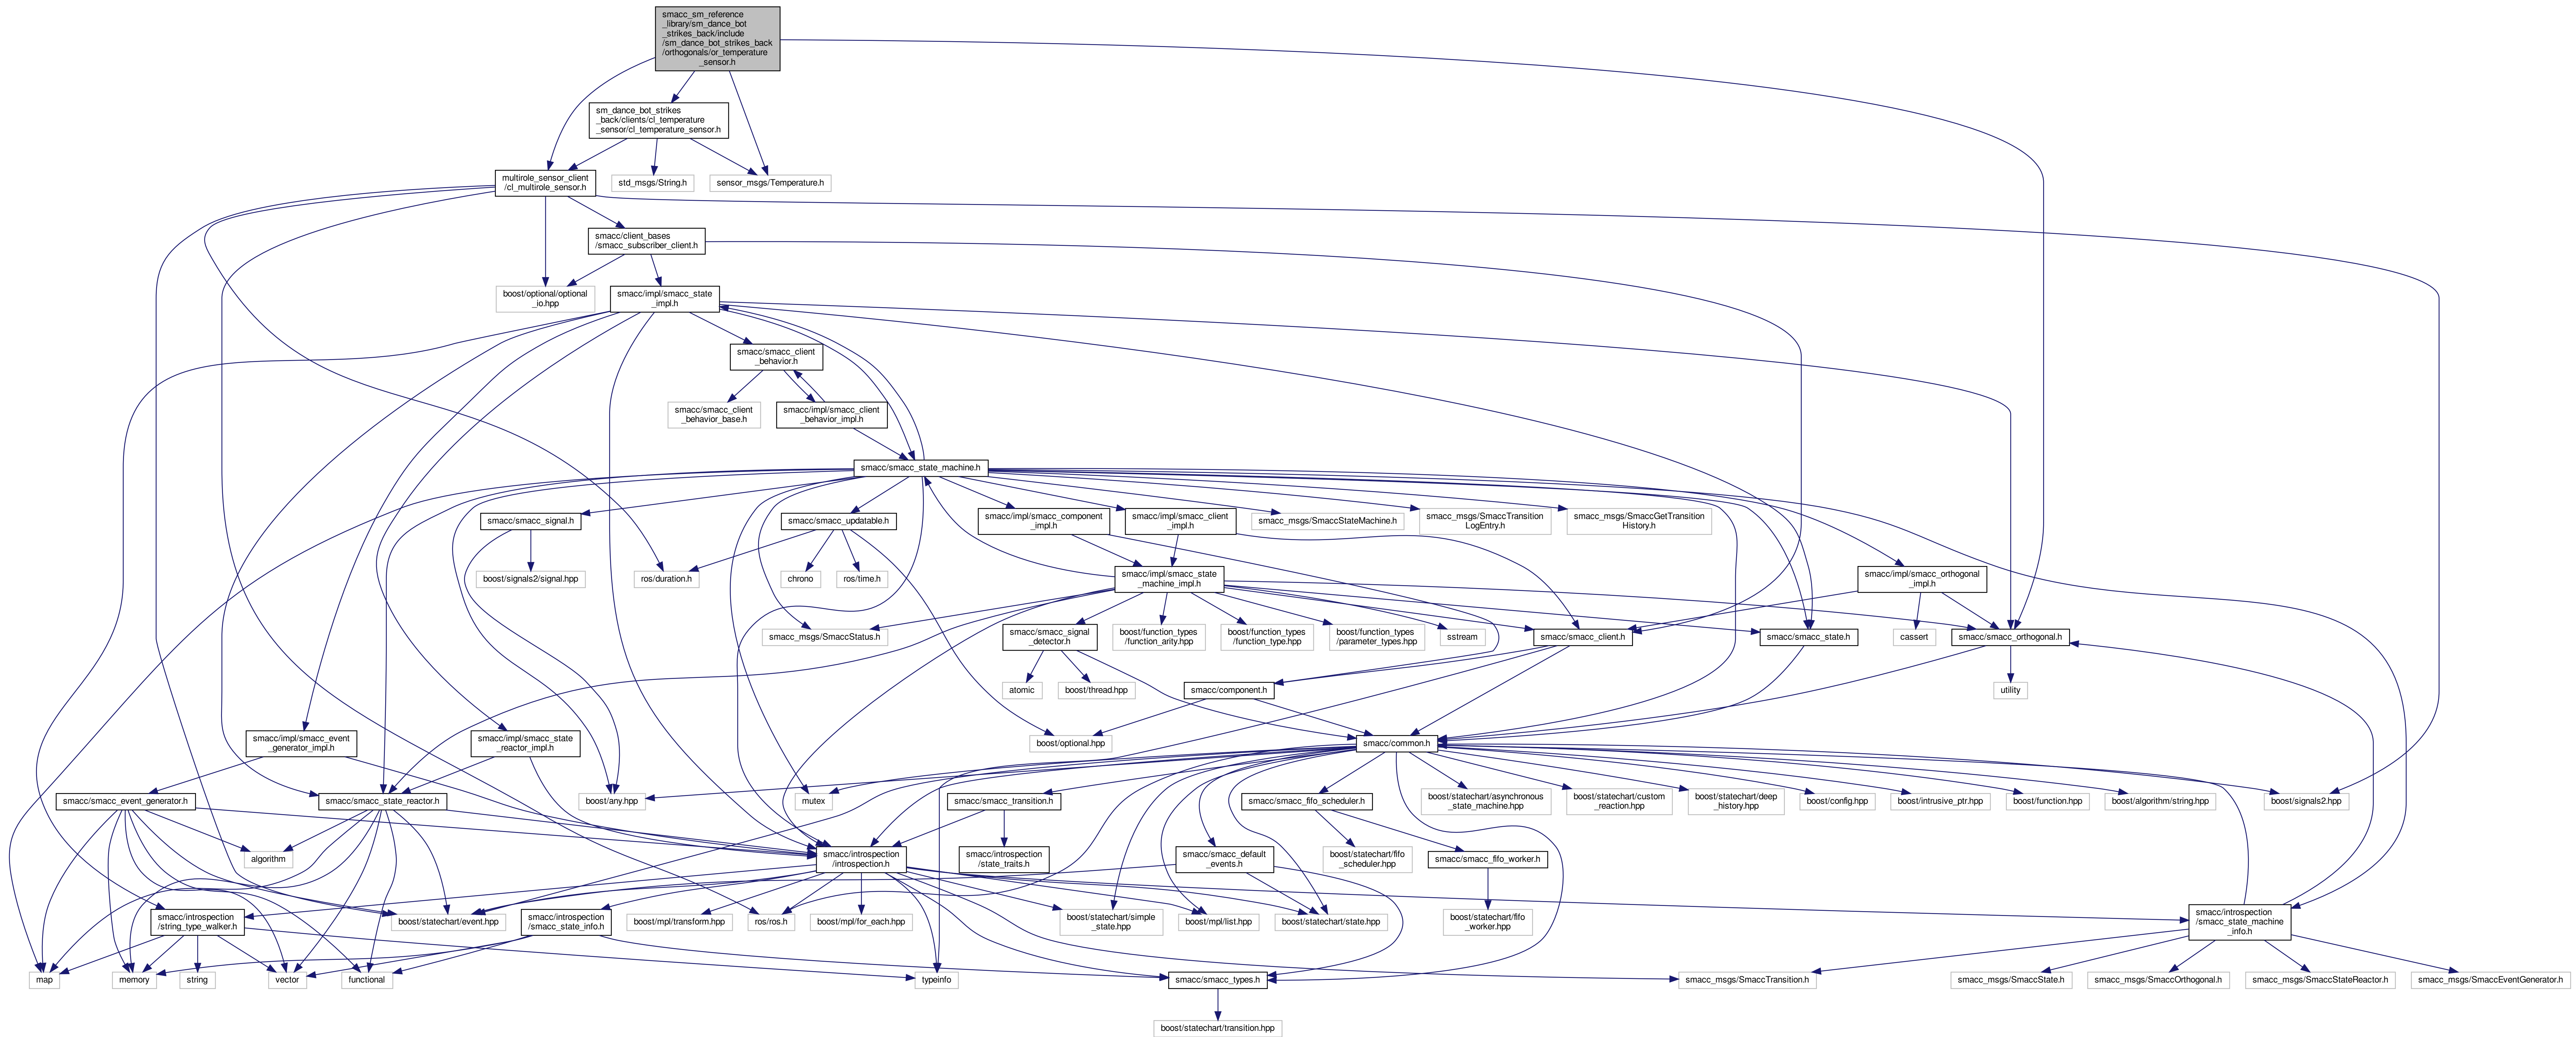 smacc_sm_reference
_library/sm_dance_bot
_strikes_back/include
/sm_dance_bot_strikes_back
/orthogonals/or_temperature
_sensor.h
sm_dance_bot_strikes
_back/clients/cl_temperature
_sensor/cl_temperature_sensor.h
multirole_sensor_client
/cl_multirole_sensor.h
std_msgs/String.h
sensor_msgs/Temperature.h
smacc/client_bases
/smacc_subscriber_client.h
boost/optional/optional
_io.hpp
smacc/impl/smacc_state
_impl.h
smacc/smacc_client
_behavior.h
smacc/smacc_client
_behavior_base.h
smacc/impl/smacc_client
_behavior_impl.h
smacc/smacc_state_machine.h
smacc/smacc_signal.h
smacc/smacc_updatable.h
smacc/impl/smacc_component
_impl.h
smacc/impl/smacc_client
_impl.h
smacc_msgs/SmaccStateMachine.h
smacc_msgs/SmaccTransition
LogEntry.h
smacc_msgs/SmaccGetTransition
History.h
boost/signals2/signal.hpp
ros/duration.h
chrono
ros/time.h
smacc/impl/smacc_state
_machine_impl.h
smacc/impl/smacc_orthogonal
_impl.h
smacc_msgs/SmaccStatus.h
smacc/smacc_signal
_detector.h
boost/function_types
/function_arity.hpp
boost/function_types
/function_type.hpp
boost/function_types
/parameter_types.hpp
sstream
smacc/smacc_client.h
smacc/smacc_state.h
cassert
smacc/smacc_orthogonal.h
atomic
boost/thread.hpp
smacc/component.h
utility
smacc/impl/smacc_event
_generator_impl.h
smacc/impl/smacc_state
_reactor_impl.h
boost/optional.hpp
smacc/common.h
smacc/smacc_event_generator.h
smacc/smacc_state_reactor.h
boost/any.hpp
mutex
smacc/smacc_transition.h
smacc/smacc_fifo_scheduler.h
boost/statechart/asynchronous
_state_machine.hpp
boost/statechart/custom
_reaction.hpp
boost/statechart/deep
_history.hpp
boost/config.hpp
boost/intrusive_ptr.hpp
boost/function.hpp
boost/algorithm/string.hpp
boost/signals2.hpp
algorithm
smacc/introspection
/introspection.h
smacc/introspection
/state_traits.h
smacc/smacc_default
_events.h
boost/statechart/fifo
_scheduler.hpp
smacc/smacc_fifo_worker.h
smacc/introspection
/string_type_walker.h
boost/statechart/event.hpp
smacc/introspection
/smacc_state_info.h
boost/mpl/transform.hpp
ros/ros.h
boost/mpl/for_each.hpp
boost/statechart/simple
_state.hpp
boost/mpl/list.hpp
boost/statechart/state.hpp
boost/statechart/fifo
_worker.hpp
smacc/introspection
/smacc_state_machine
_info.h
map
memory
string
vector
functional
typeinfo
smacc/smacc_types.h
smacc_msgs/SmaccTransition.h
smacc_msgs/SmaccState.h
smacc_msgs/SmaccOrthogonal.h
smacc_msgs/SmaccStateReactor.h
smacc_msgs/SmaccEventGenerator.h
boost/statechart/transition.hpp